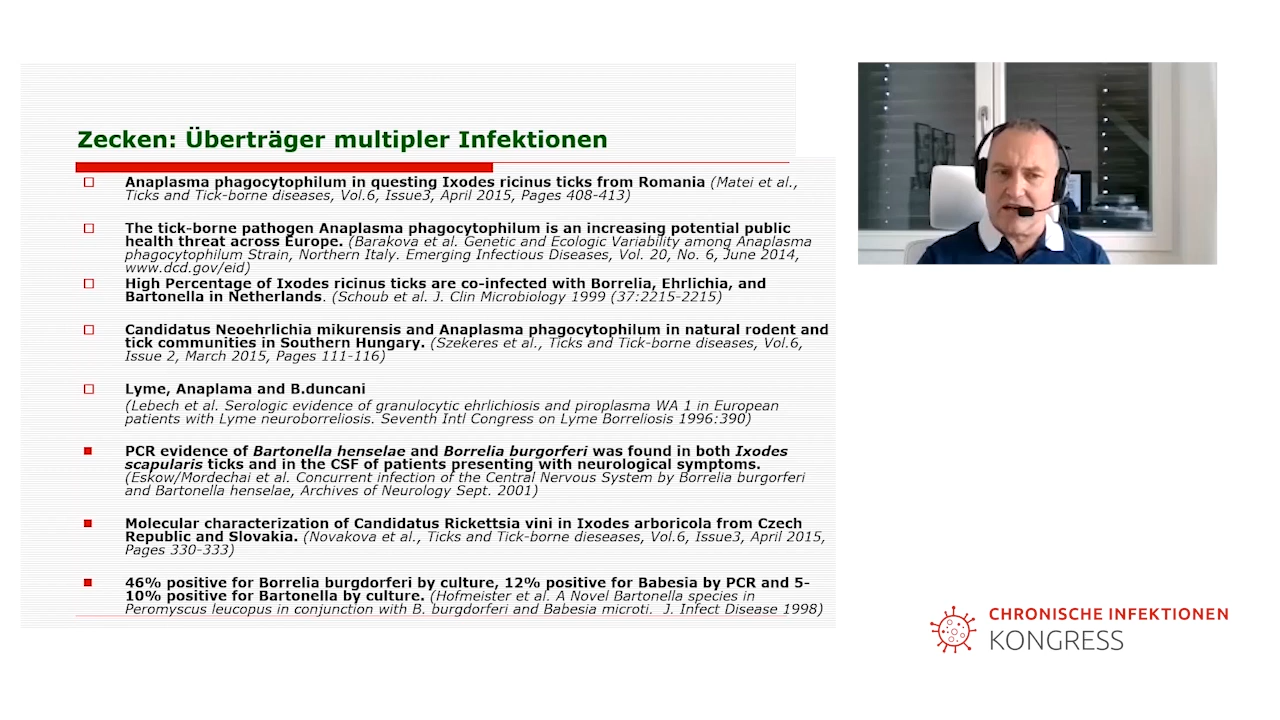 Zecken: Überträger multipler Infektionen
Anaplasma phagocytophilum in questing Ixodes ricinus ticks from Romania (Matei et al.,
Ticks and Tick-borne diseases, Vol.6, Issue3, April 2015, Pages 408-413)
The tick-borne pathogen Anaplasma phagocytophilum is an increasing potential public
health threat across Europe. (Barakova et al. Genetic and Ecologic Variability among Anaplasma
phagocytophilum Strain, Northern Italy. Emerging Infectious Diseases, Vol. 20, No. 6, June 2014,
www.dcd.gov/eid)
High Percentage of Ixodes ricinus ticks are co-infected with Borrelia, Ehrlichia, and
Bartonella in Netherlands. (Schoub et al. J. Clin Microbiology 1999 (37:2215-2215)
Candidatus Neoehrlichia mikurensis and Anaplasma phagocytophilum in natural rodent and
tick communities in Southern Hungary. (Szekeres et al., Ticks and Tick-borne diseases, Vol.6,
Issue 2, March 2015, Pages 111-116)
Lyme, Anaplama and B.duncani
(Lebech et al. Serologic evidence of granulocytic ehrlichiosis and piroplasma WA 1 in European
patients with Lyme neuroborreliosis. Seventh Intl Congress on Lyme Borreliosis 1996:390)
PCR evidence of Bartonella henselae and Borrelia burgorferi was found in both Ixodes
scapularis ticks and in the CSF of patients presenting with neurological symptoms.
(Eskow/Mordechai et al. Concurrent infection of the Central Nervous System by Borrelia burgorferi
and Bartonella henselae, Archives of Neurology Sept. 2001)
Molecular characterization of Candidatus Rickettsia vini in Ixodes arboricola from Czech
Republic and Slovakia. (Novakova et al., Ticks and Tick-borne dieseases, Vol.6, Issue3, April 2015,
Pages 330-333)
46% positive for Borrelia burgdorferi by culture, 12% positive for Babesia by PCR and 5-
10% positive for Bartonella by culture. (Hofmeister et al. A Novel Bartonella species in
Peromyscus leucopus in conjunction with B. burgdorferi and Babesia microti. J. Infect Disease 1998)
CHRONISCHE INFEKTIONEN
KONGRESS